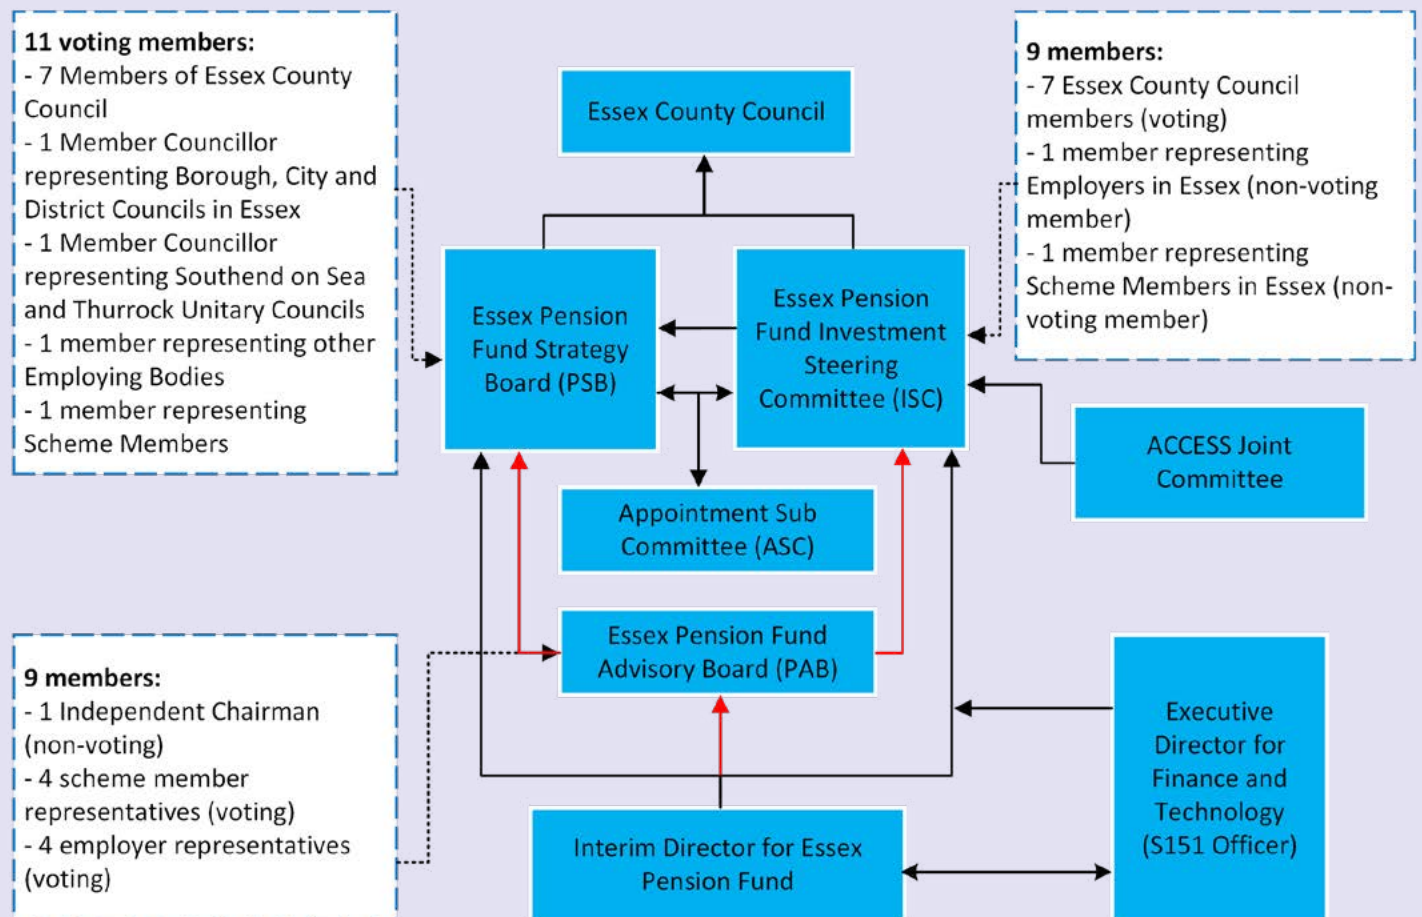 11 voting members:
- 7 Members of Essex County
Council
- 1 Member Councillor
representing Borough, City and
District Councils in Essex
- 1 Member Councillor
representing Southend on Sea
and Thurrock Unitary Councils
- 1 member representing other
Employing Bodies
- 1 member representing
Scheme Members
Essex County Council
9 members:
- 7 Essex County Council
members (voting)
- 1 member representing
Employers in Essex (non-voting
member)
- 1 member representing
Scheme Members in Essex (non-
voting member)
Essex Pension
Fund Strategy
Board (PSB)
Essex Pension
Fund Investment
Steering
Committee (ISC)
ACCESS Joint
Committee
Appointment Sub
Committee (ASC)
Essex Pension Fund
Advisory Board (PAB)
9 members:
- 1 Independent Chairman
(non-voting)
- 4 scheme member
representatives (voting)
- 4 employer representatives
(voting)
Interim Director for Essex
Pension Fund
Executive
Director for
Finance and
Technology
(S151 Officer)